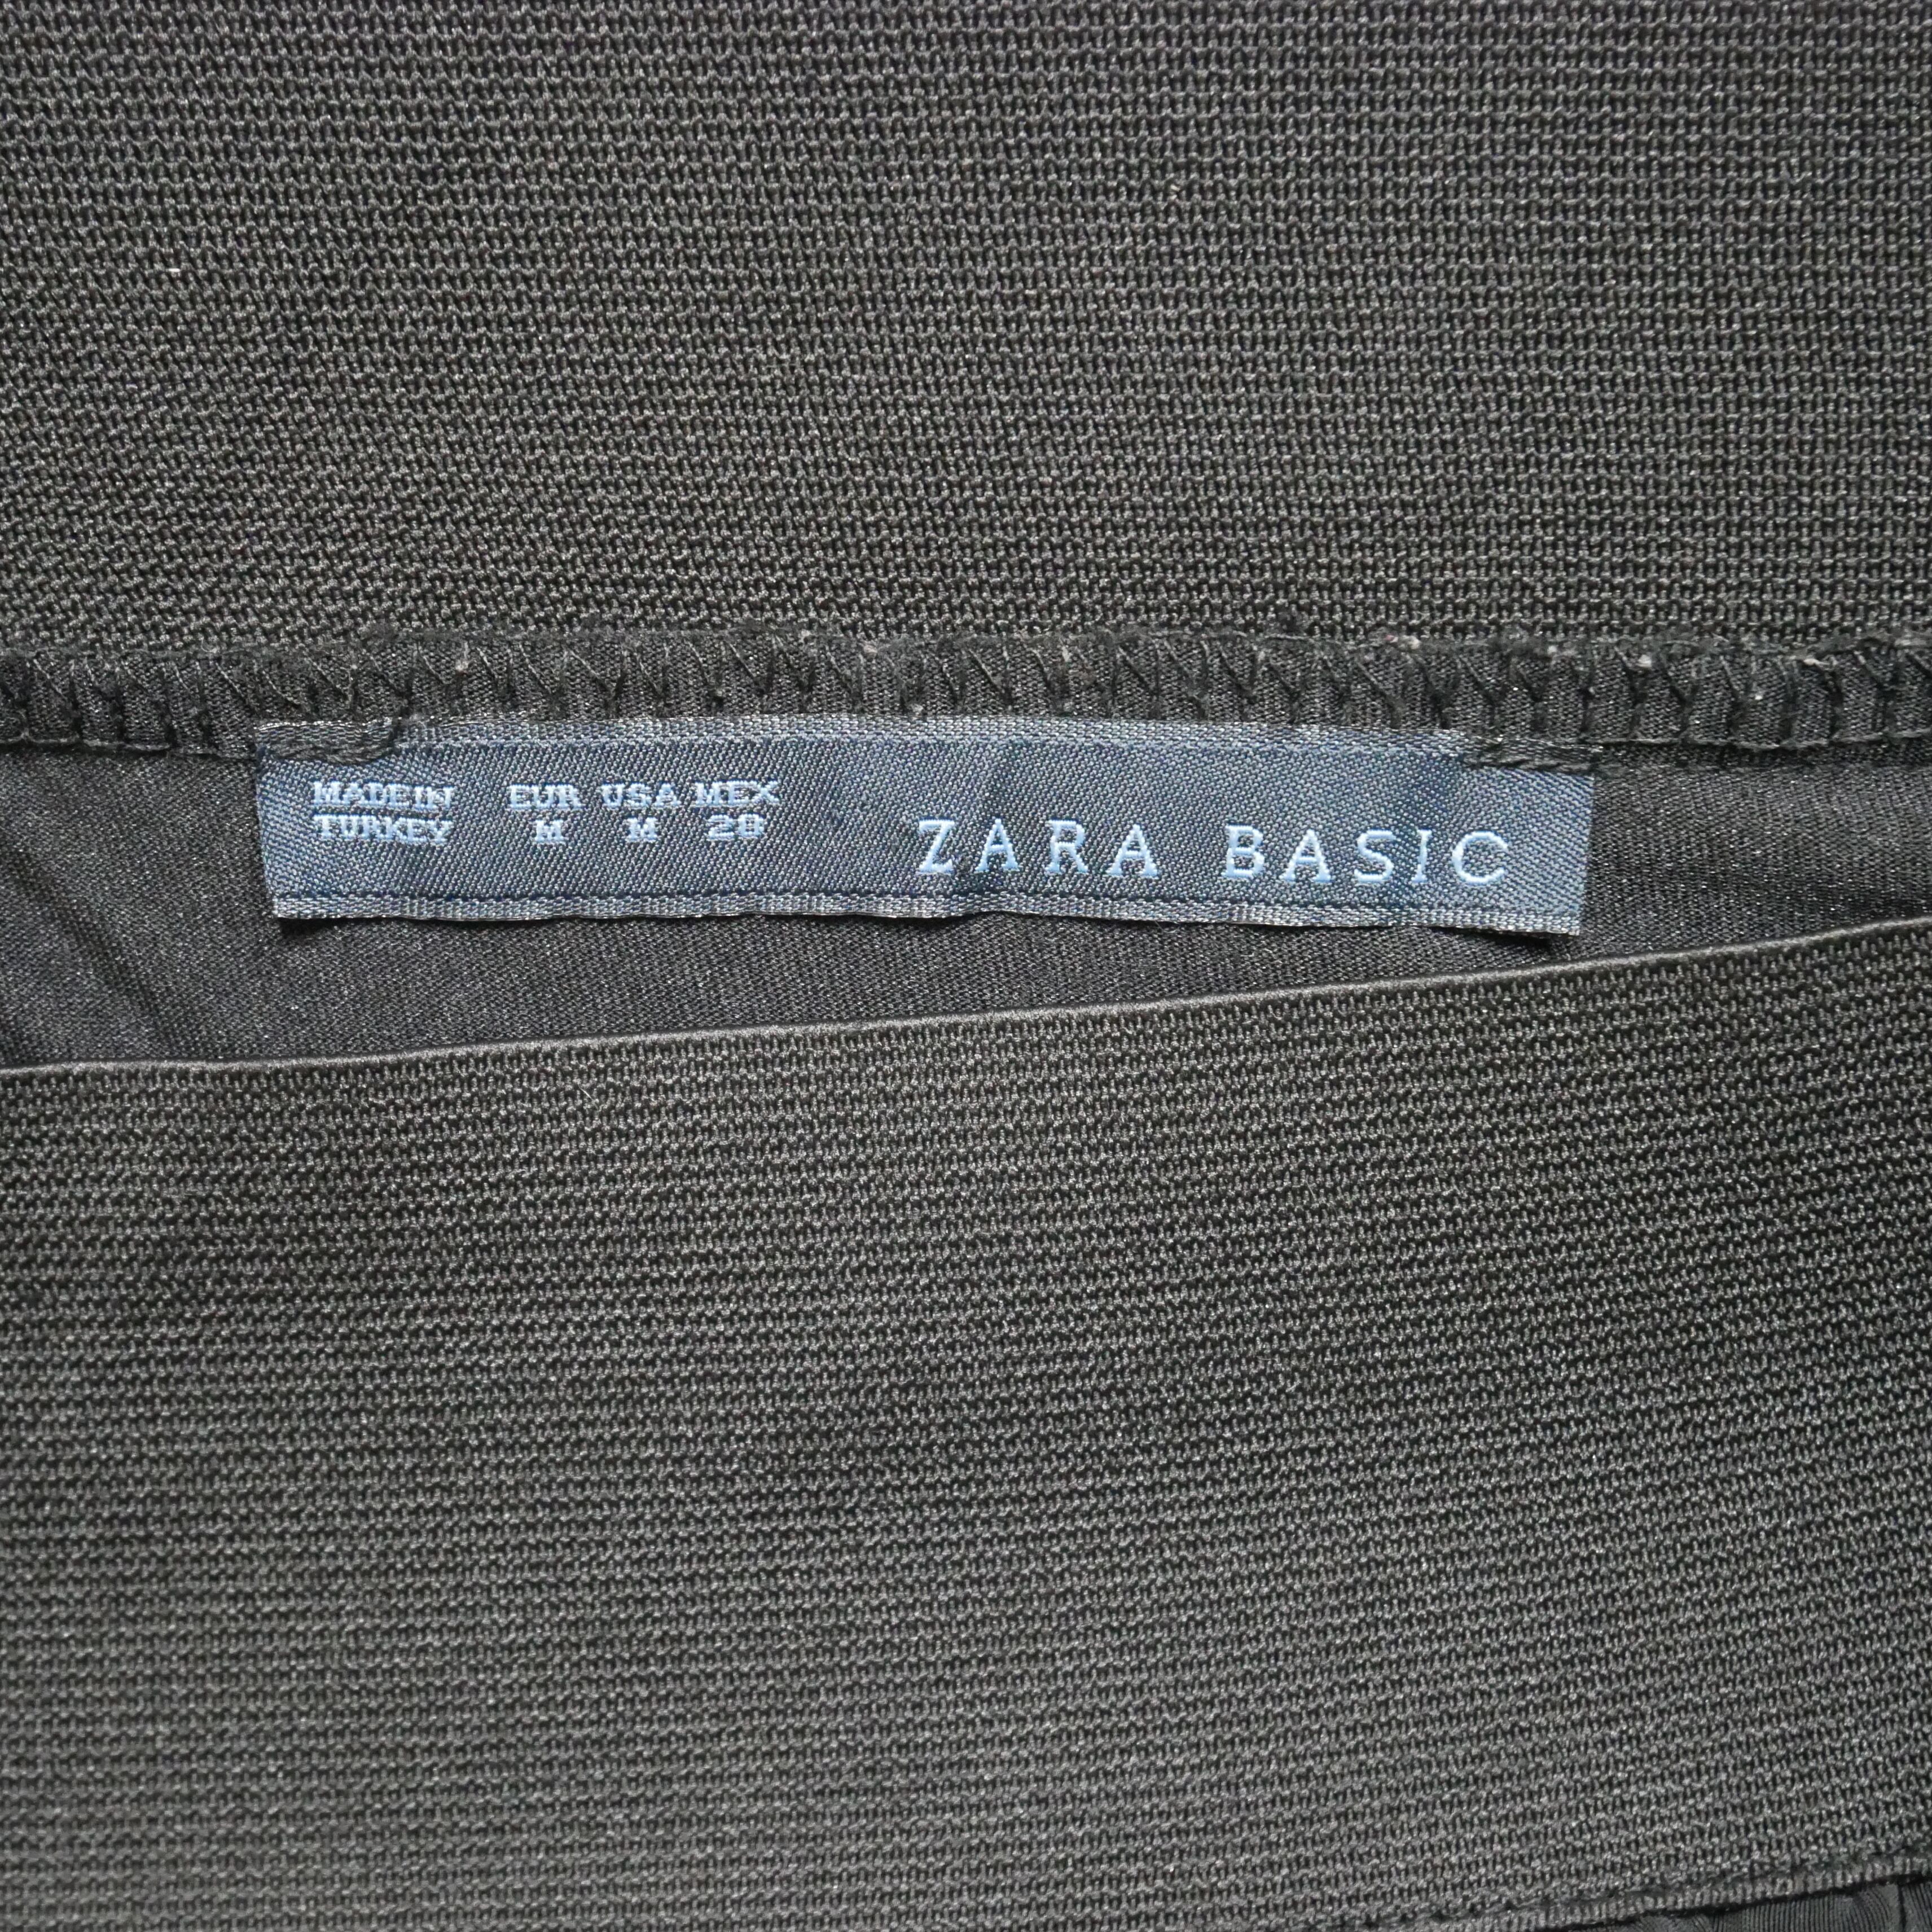 MADE IN EUR USA MEX
TURKEY M M 28
ZARA BASIC